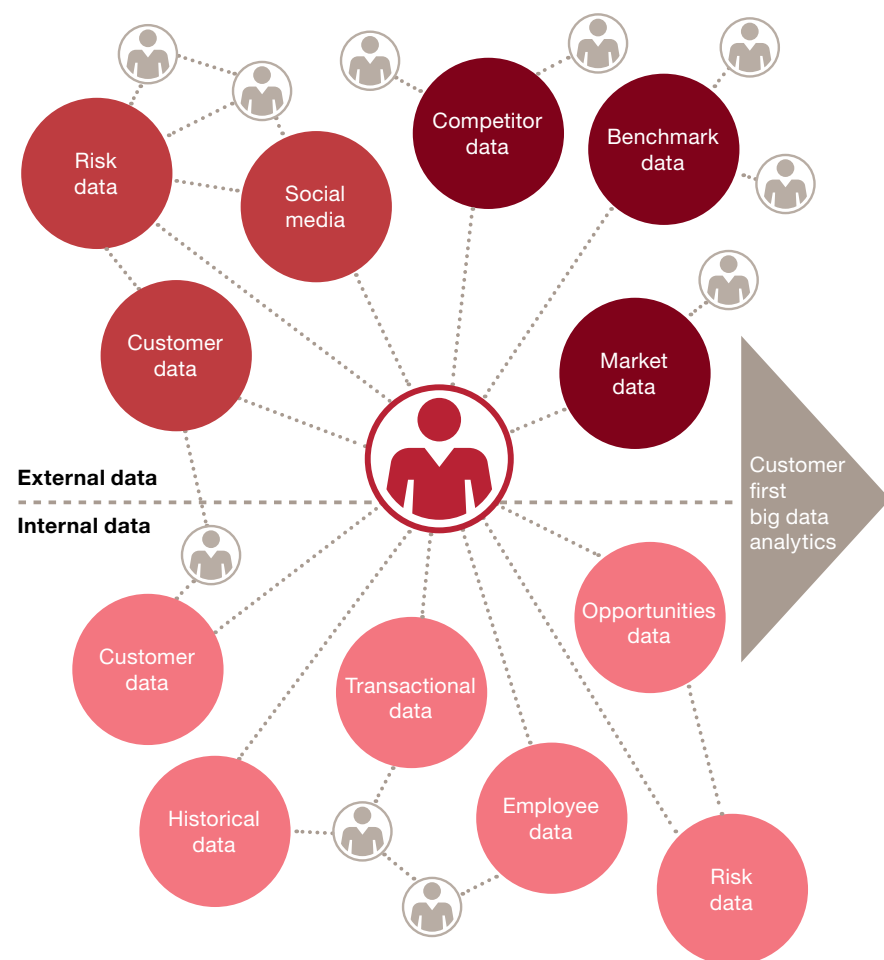 Competitor
data
Benchmark
data
Risk
data
Social
media
Customer
data
Market
data
External data
Internal data
Customer
first
big data
analytics
Opportunities
data
Customer
data
Transactional
data
Historical
data
Employee
data
Risk
data